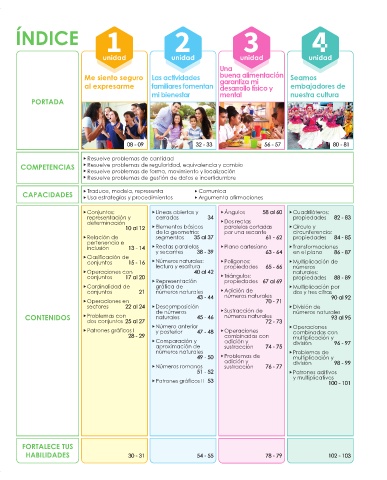 ÍNDICE
1 unidad
2 unidad
3 unidad
4 unidad
PORTADA
Me siento seguro
al expresarme
08 - 09
Las actividades
familiares fomentan
mi bienestar
32 - 33
Una
buena alimentación
garantiza mi
desarrollo físico y
mental
56 - 57
Seamos
embajadores de
nuestra cultura
80 - 81
COMPETENCIAS
Resuelve problemas de cantidad
Resuelve problemas de regularidad, equivalencia y cambio
Resuelve problemas de forma, movimiento y localización
Resuelve problemas de gestión de datos e incertidumbre
CAPACIDADES
Traduce, modela, representa
Usa estrategias y procedimientos
Comunica
Argumenta afirmaciones
CONTENIDOS
Conjuntos:
representación y
determinación
10 al 12
Relación de
pertenencia e
inclusión 13 - 14
Clasificación de
conjuntos 15 - 16
Operaciones con
conjuntos 17 al 20
Cardinalidad de
conjuntos 21
Operaciones en
sectores 22 al 24
Problemas con
dos conjuntos 25 al 27
Patrones gráficos I
28 - 29
Líneas abiertas y
cerradas 34
Elementos básicos
de la geometría:
segmentos 35 al 37
Rectas paralelas
y secantes 38 - 39
Números naturales:
lectura y escritura
40 al 42
Representación
gráfica de
números naturales
43 - 44
Descomposición
de números
naturales 45 - 46
Número anterior
y posterior 47 - 48
Comparación y
aproximación de
números naturales
49 - 50
Números romanos
51 - 52
Patrones gráficos II 53
Ángulos 58 al 60
Dos rectas
paralelas cortadas
por una secante
61 - 62
Plano cartesiano
63 - 64
Polígonos:
propiedades 65 - 66
Triángulos:
propiedades 67 al 69
Adición de
números naturales
70 - 71
Sustracción de
números naturales
72 - 73
Operaciones
combinadas con
adición y
sustracción 74 - 75
Problemas de
adición y
sustracción 76 - 77
Cuadriláteros:
propiedades 82 - 83
Círculo y
circunferencia:
propiedades 84 - 85
Transformaciones
en el plano 86 - 87
Multiplicación de
números
naturales:
propiedades 88 - 89
Multiplicación por
dos y tres cifras
90 al 92
División de
números naturales
93 al 95
Operaciones
combinadas con
multiplicación y
división 96 - 97
Problemas de
multiplicación y
división 98 - 99
Patrones aditivos
y multiplicativos
100 - 101
FORTALECE TUS
HABILIDADES
30 - 31
54 - 55
78 - 79
102 - 103